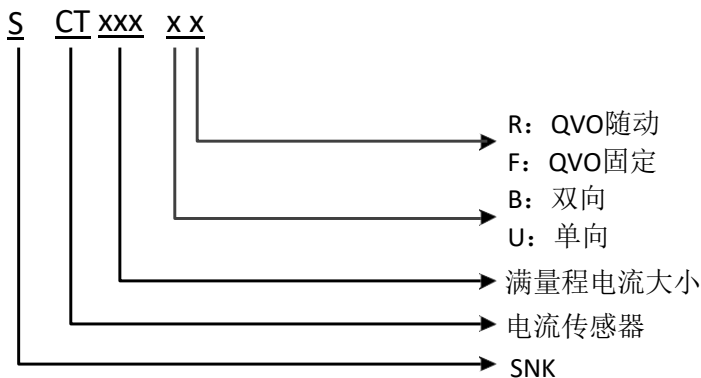 S CT xxx x x
R：QVO随动
F：QVO固定
B：双向
U：单向
满量程电流大小
电流传感器
SNK